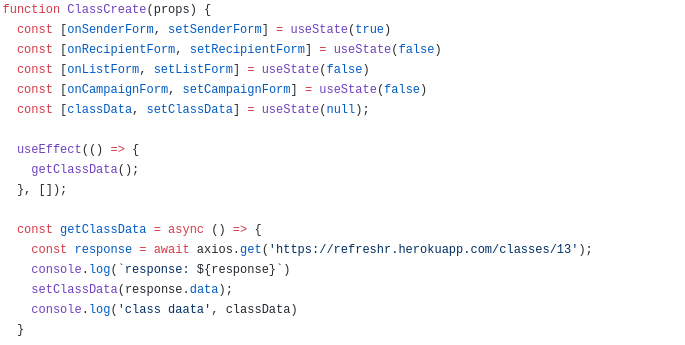 function ClassCreate(props) {
  const [onSenderForm, setSenderForm] = useState(true)
  const [onRecipientForm, setRecipientForm] = useState(false)
  const [onListForm, setListForm] = useState(false)
  const [onCampaignForm, setCampaignForm] = useState(false)
  const [classData, setClassData] = useState(null);

  useEffect(() => {
    getClassData();
  }, []);

  const getClassData = async () => {
    const response = await axios.get('https://refreshr.herokuapp.com/classes/13');
    console.log(`response: ${response}`)
    setClassData(response.data);
    console.log('class daata', classData)
  }